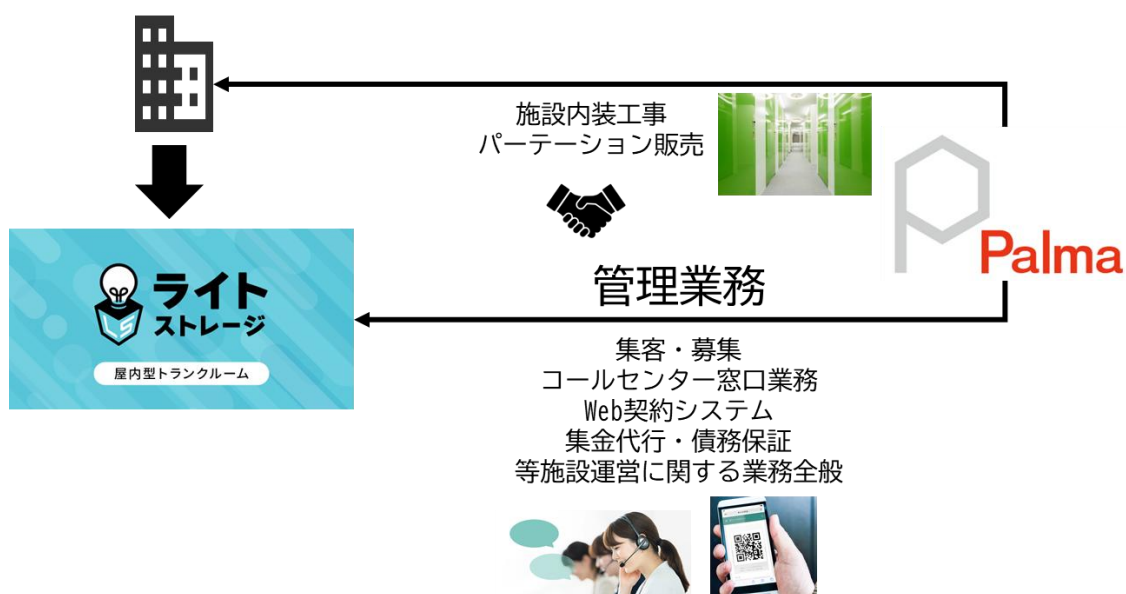 施設内装工事
パーテーション販売
Palma
管理業務
ライト
ストレージ
LS
屋内型トランクルーム
集客・募集
コールセンター窓口業務
Web契約システム
集金代行・債務保証
等施設運営に関する業務全般